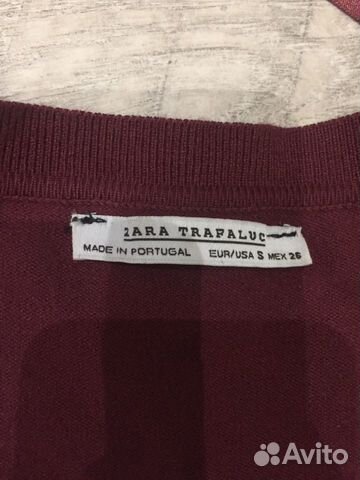 ZARA TRAFALUC
MADE IN PORTUGAL EUR/USA S MEX 26
Avito